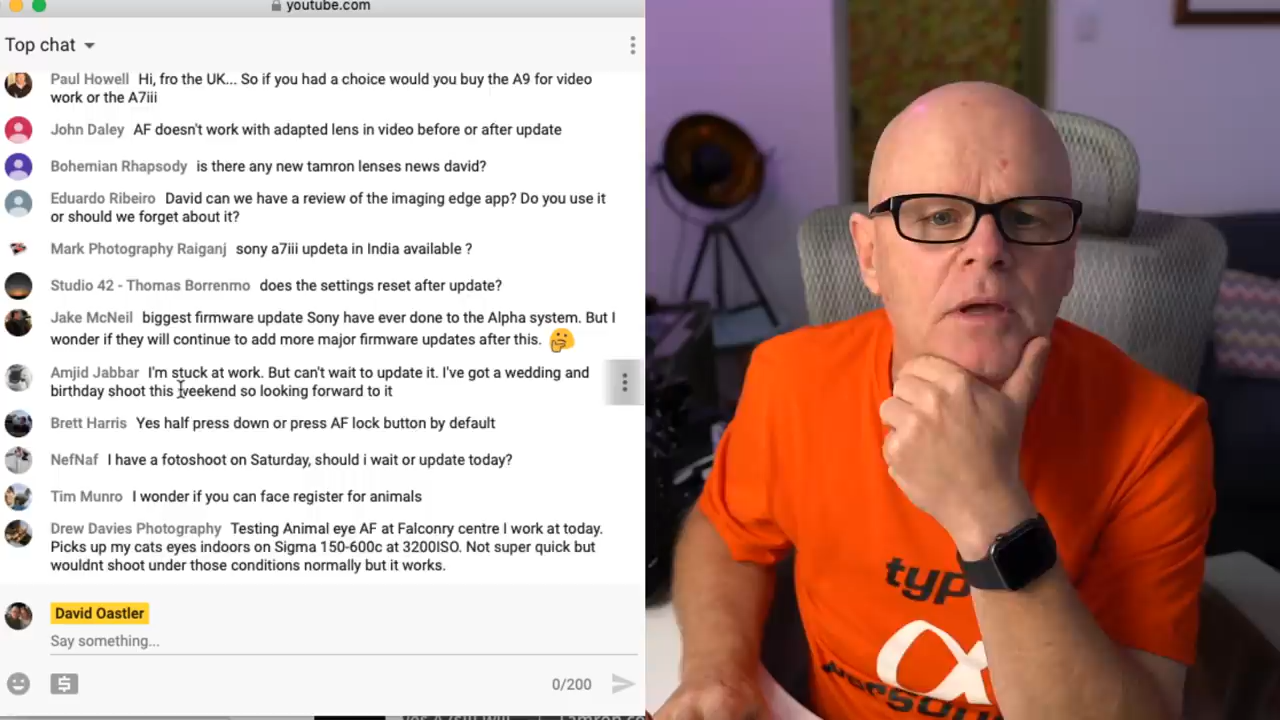 youtube.com
Top chat
Paul Howell Hi, fro the UK... So if you had a choice would you buy the A9 for video
work or the A7iii
John Daley AF doesn't work with adapted lens in video before or after update
Bohemian Rhapsody is there any new tamron lenses news david?
Eduardo Ribeiro David can we have a review of the imaging edge app? Do you use it
or should we forget about it?
Mark Photography Raiganj sony a7iii updeta in India available ?
Studio 42 - Thomas Borrenmo does the settings reset after update?
Jake McNeil biggest firmware update Sony have ever done to the Alpha system. But I
wonder if they will continue to add more major firmware updates after this. 🤔
Amjid Jabbar I'm stuck at work. But can't wait to update it. I've got a wedding and
birthday shoot this weekend so looking forward to it
Brett Harris Yes half press down or press AF lock button by default
NefNaf I have a fotoshoot on Saturday, should i wait or update today?
Tim Munro I wonder if you can face register for animals
Drew Davies Photography Testing Animal eye AF at Falconry centre I work at today.
Picks up my cats eyes indoors on Sigma 150-600c at 3200ISO. Not super quick but
wouldnt shoot under those conditions normally but it works.
David Oastler
Say something...
0/200
typ